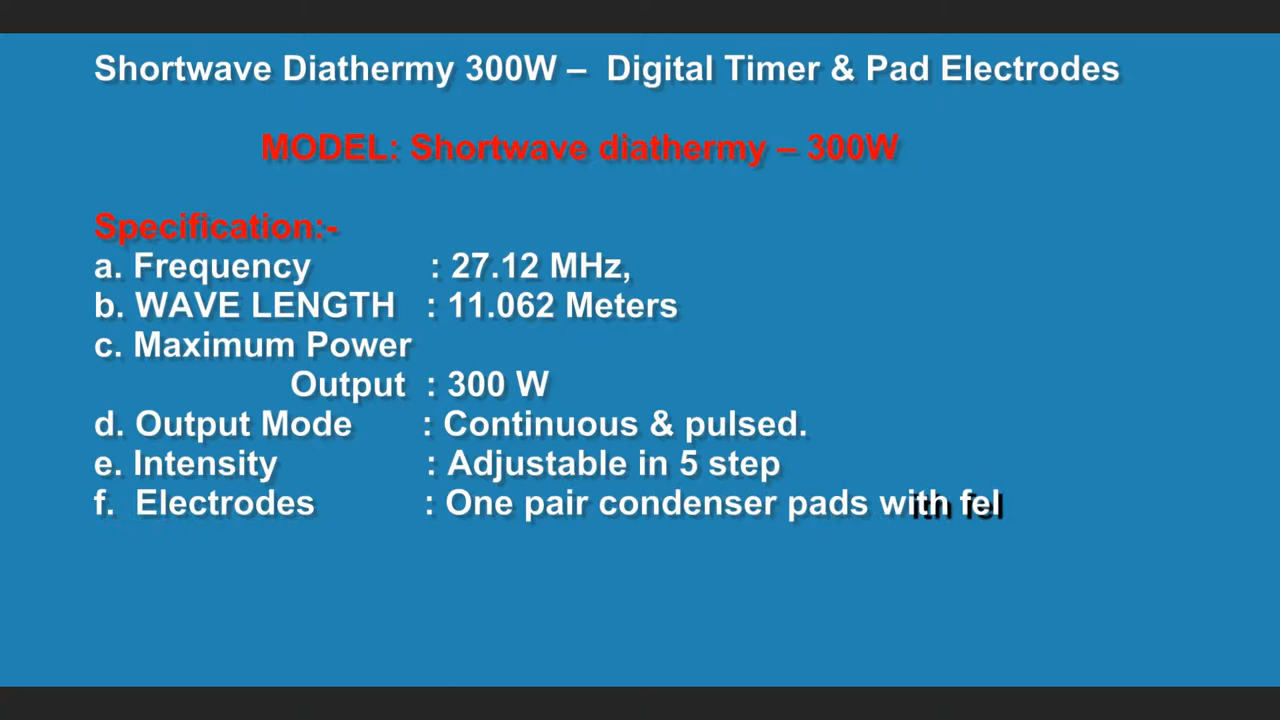 Shortwave Diathermy 300W – Digital Timer & Pad Electrodes
MODEL: Shortwave diathermy – 300W
Specification:-
a. Frequency : 27.12 MHz,
b. WAVE LENGTH : 11.062 Meters
c. Maximum Power
Output : 300 W
d. Output Mode : Continuous & pulsed.
e. Intensity : Adjustable in 5 step
f. Electrodes : One pair condenser pads with fel